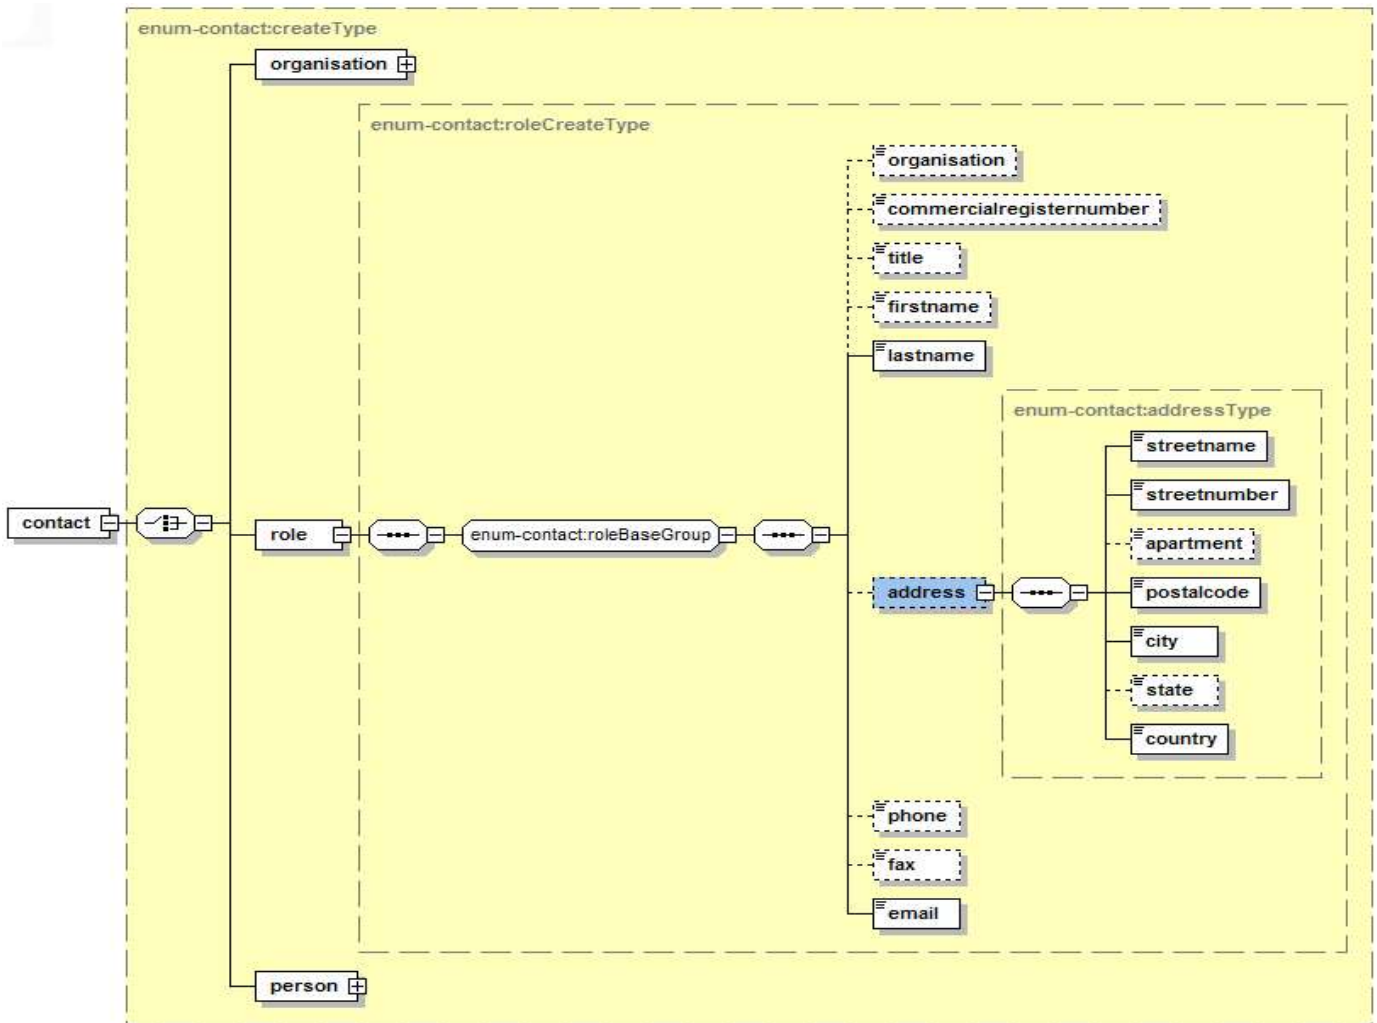 enum-contact:createType
organisation
enum-contact:roleCreateType
organisation
commercialregisternumber
title
firstname
lastname
enum-contact:addressType
streetname
streetnumber
contact
role
enum-contact:roleBaseGroup
apartment
address
postalcode
city
state
country
phone
fax
email
person